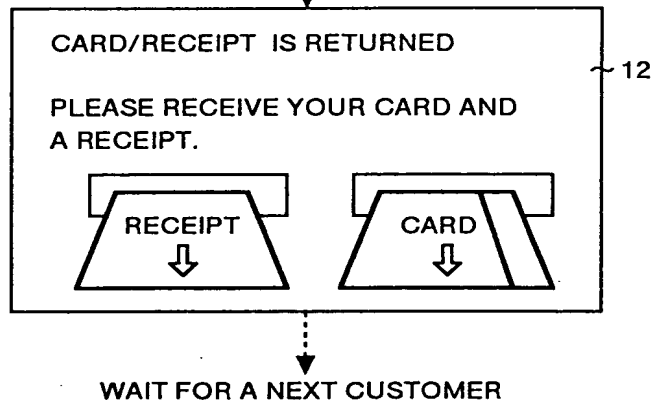 CARD/RECEIPT IS RETURNED
12
PLEASE RECEIVE YOUR CARD AND
A RECEIPT.
RECEIPT CARD
WAIT FOR A NEXT CUSTOMER